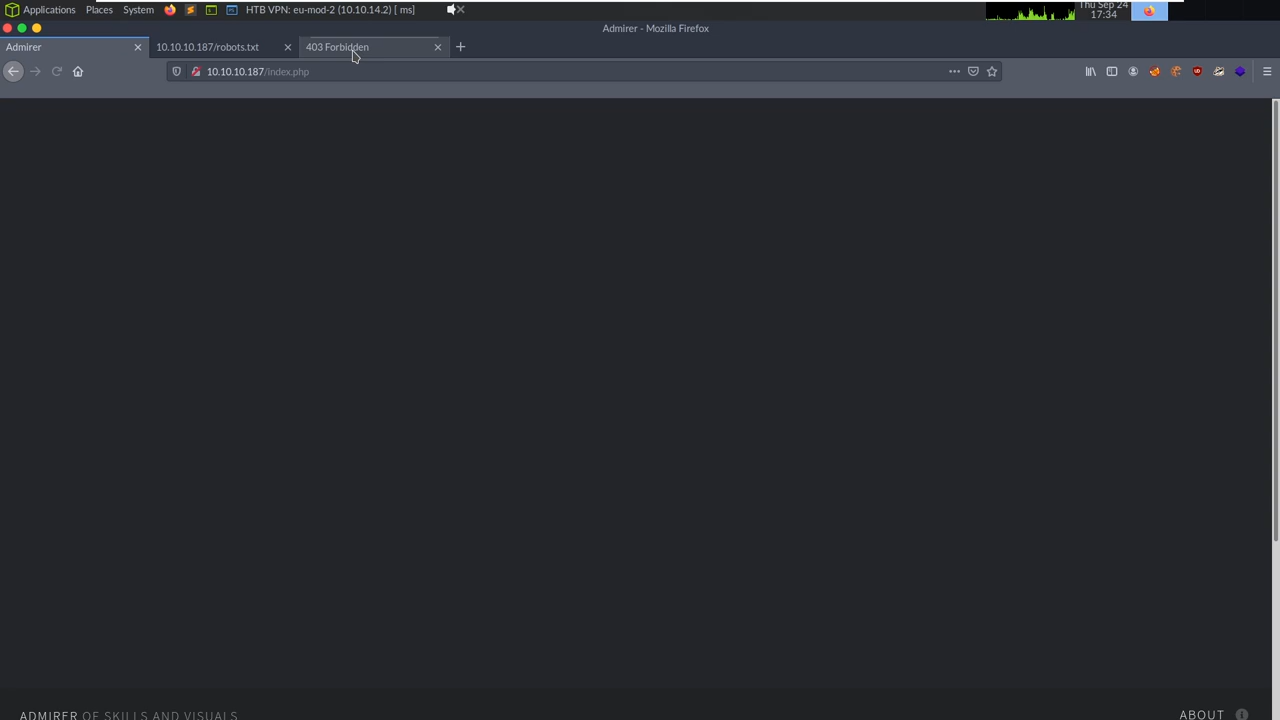 Applications Places System HTB VPN: eu-mod-2 (10.10.14.2) [ ms] Thu Sep 24
17:34
Admirer - Mozilla Firefox
Admirer 10.10.10.187/robots.txt 403 Forbidden
10.10.10.187/index.php
ADMIRER OF SKILLS AND VISUALS ABOUT